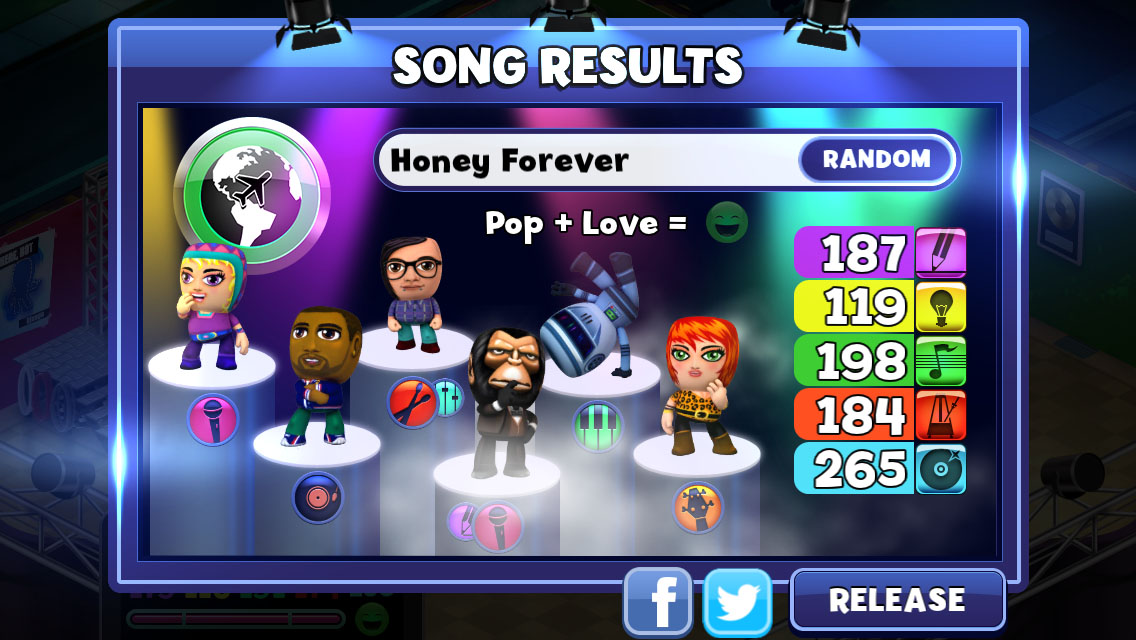 SONG RESULTS
Honey Forever
RANDOM
Pop + Love =
187
119
198
184
265
RELEASE